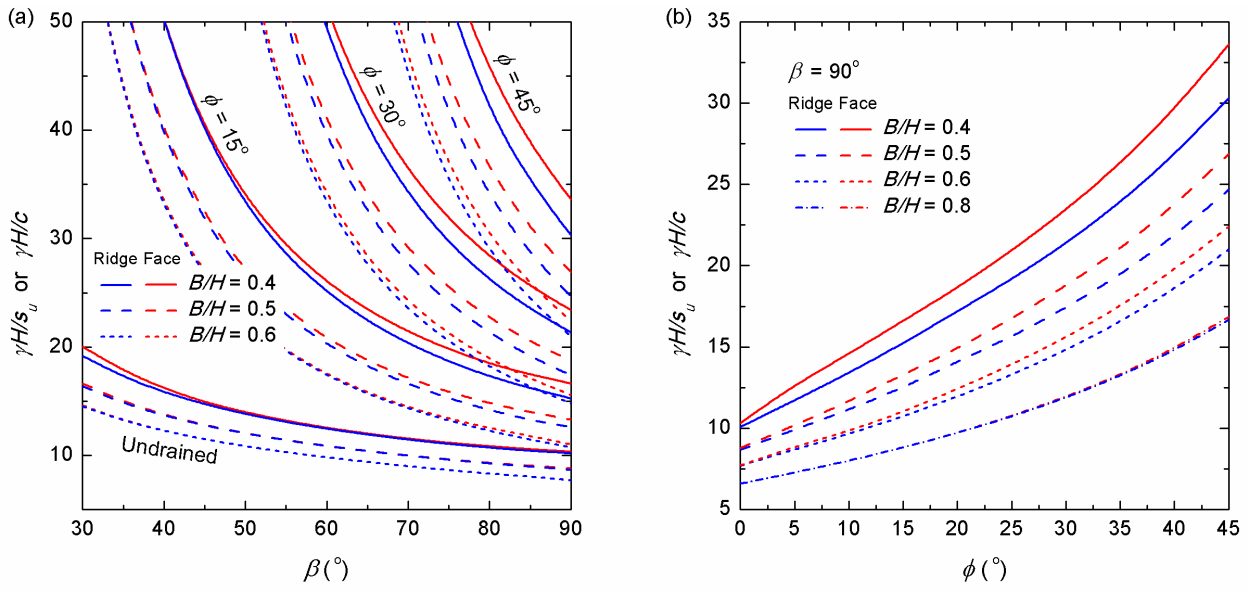 (a)
50
40
30
20
10
γH/s_u or γH/c
ϕ = 15°
ϕ = 30°
ϕ = 45°
Ridge Face
B/H = 0.4
B/H = 0.5
B/H = 0.6
Undrained
30 40 50 60 70 80 90
β (°)
(b)
35
30
25
20
15
10
5
γH/s_u or γH/c
β = 90°
Ridge Face
B/H = 0.4
B/H = 0.5
B/H = 0.6
B/H = 0.8
0 5 10 15 20 25 30 35 40 45
ϕ (°)